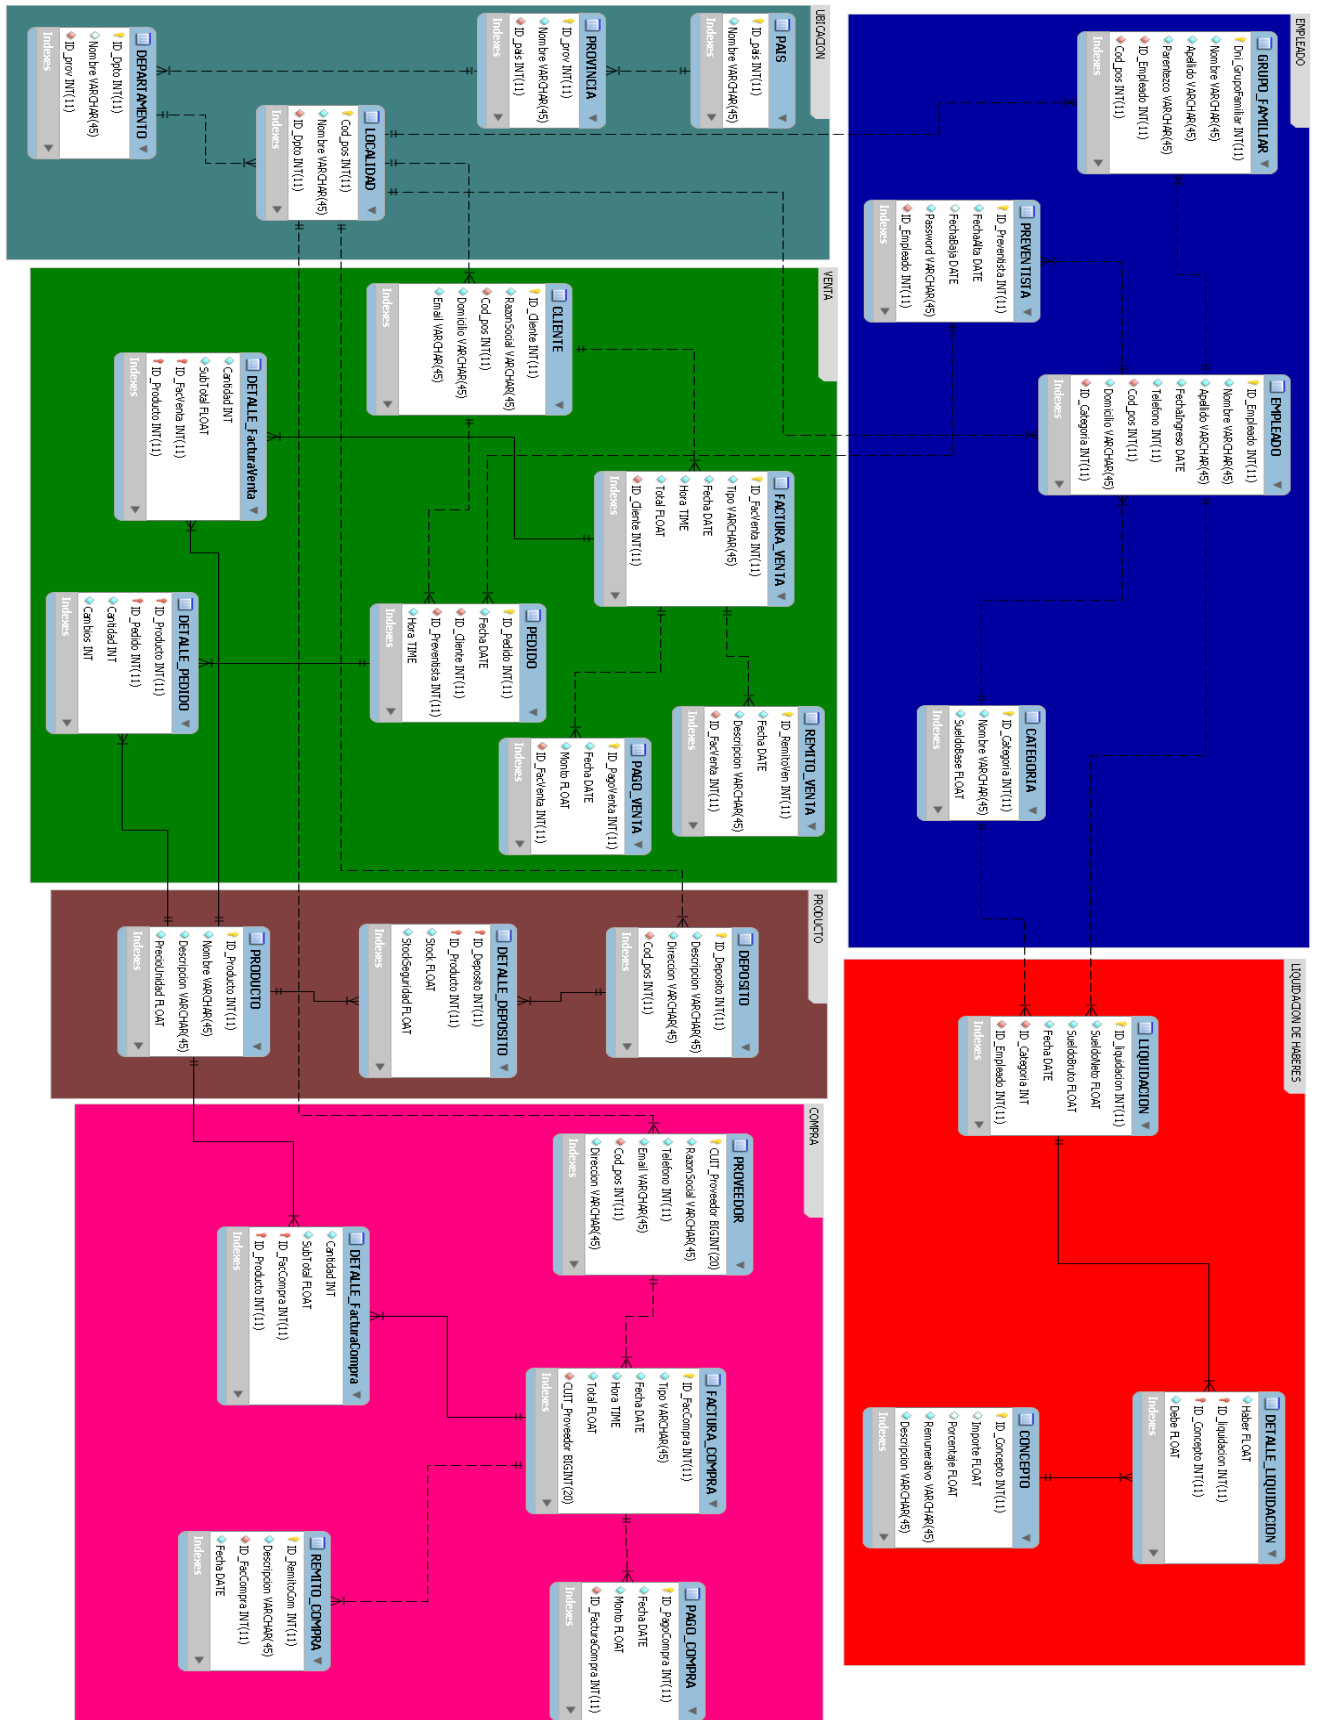 EMPLEADO
GRUPO_FAMILIAR
Dni_GrupoFamiliar INT(11)
Nombre VARCHAR(45)
Apellido VARCHAR(45)
Parentezco VARCHAR(45)
ID_Empleado INT(11)
Cod_pos INT(11)
Indexes
PREVENTISTA
ID_Preventista INT(11)
FechaAlta DATE
FechaBaja DATE
Password VARCHAR(45)
ID_Empleado INT(11)
Indexes
EMPLEADO
ID_Empleado INT(11)
Nombre VARCHAR(45)
Apellido VARCHAR(45)
FechaIngreso DATE
Telefono INT(11)
Cod_pos INT(11)
Domicilio VARCHAR(45)
ID_Categoria INT(11)
Indexes
CATEGORIA
ID_Categoria INT(11)
Nombre VARCHAR(45)
SueldoBase FLOAT
Indexes
LIQUIDACION DE HABERES
LIQUIDACION
ID_liquidacion INT(11)
SueldoNeto FLOAT
SueldoBruto FLOAT
Fecha DATE
ID_Categoria INT
ID_Empleado INT(11)
Indexes
DETALLE_LIQUIDACION
Haber FLOAT
ID_liquidacion INT(11)
ID_Concepto INT(11)
Debe FLOAT
Indexes
CONCEPTO
ID_Concepto INT(11)
Importe FLOAT
Porcentaje FLOAT
Remunerativo VARCHAR(45)
Descripcion VARCHAR(45)
Indexes
UBICACION
PAIS
ID_pais INT(11)
Nombre VARCHAR(45)
Indexes
PROVINCIA
ID_prov INT(11)
Nombre VARCHAR(45)
ID_pais INT(11)
Indexes
LOCALIDAD
Cod_pos INT(11)
Nombre VARCHAR(45)
ID_Dpto INT(11)
Indexes
DEPARTAMENTO
ID_Dpto INT(11)
Nombre VARCHAR(45)
ID_prov INT(11)
Indexes
VENTA
CLIENTE
ID_Cliente INT(11)
RazonSocial VARCHAR(45)
Cod_pos INT(11)
Domicilio VARCHAR(45)
Email VARCHAR(45)
Indexes
DETALLE_FacturaVenta
Cantidad INT
SubTotal FLOAT
ID_FacVenta INT(11)
ID_Producto INT(11)
Indexes
FACTURA_VENTA
ID_FacVenta INT(11)
Tipo VARCHAR(45)
Fecha DATE
Hora TIME
Total FLOAT
ID_Cliente INT(11)
Indexes
PEDIDO
ID_Pedido INT(11)
Fecha DATE
ID_Cliente INT(11)
ID_Preventista INT(11)
Hora TIME
Indexes
DETALLE_PEDIDO
ID_Producto INT(11)
ID_Pedido INT(11)
Cantidad INT
Cambios INT
Indexes
REMITO_VENTA
ID_RemitoVen INT(11)
Fecha DATE
Descripcion VARCHAR(45)
ID_FacVenta INT(11)
Indexes
PAGO_VENTA
ID_PagoVenta INT(11)
Fecha DATE
Monto FLOAT
ID_FacVenta INT(11)
Indexes
PRODUCTO
DEPOSITO
ID_Deposito INT(11)
Descripcion VARCHAR(45)
Direccion VARCHAR(45)
Cod_pos INT(11)
Indexes
DETALLE_DEPOSITO
ID_Deposito INT(11)
ID_Producto INT(11)
Stock FLOAT
StockSeguridad FLOAT
Indexes
PRODUCTO
ID_Producto INT(11)
Nombre VARCHAR(45)
Descripcion VARCHAR(45)
PrecioUnidad FLOAT
Indexes
COMPRA
PROVEEDOR
CUIT_Proveedor BIGINT(20)
RazonSocial VARCHAR(45)
Telefono INT(11)
Email VARCHAR(45)
Cod_pos INT(11)
Direccion VARCHAR(45)
Indexes
DETALLE_FacturaCompra
Cantidad INT
SubTotal FLOAT
ID_FacCompra INT(11)
ID_Producto INT(11)
Indexes
FACTURA_COMPRA
ID_FacCompra INT(11)
Tipo VARCHAR(45)
Fecha DATE
Hora TIME
Total FLOAT
CUIT_Proveedor BIGINT(20)
Indexes
REMITO_COMPRA
ID_RemitoCom INT(11)
Descripcion VARCHAR(45)
ID_FacCompra INT(11)
Fecha DATE
Indexes
PAGO_COMPRA
ID_PagoCompra INT(11)
Fecha DATE
Monto FLOAT
ID_FacturaCompra INT(11)
Indexes